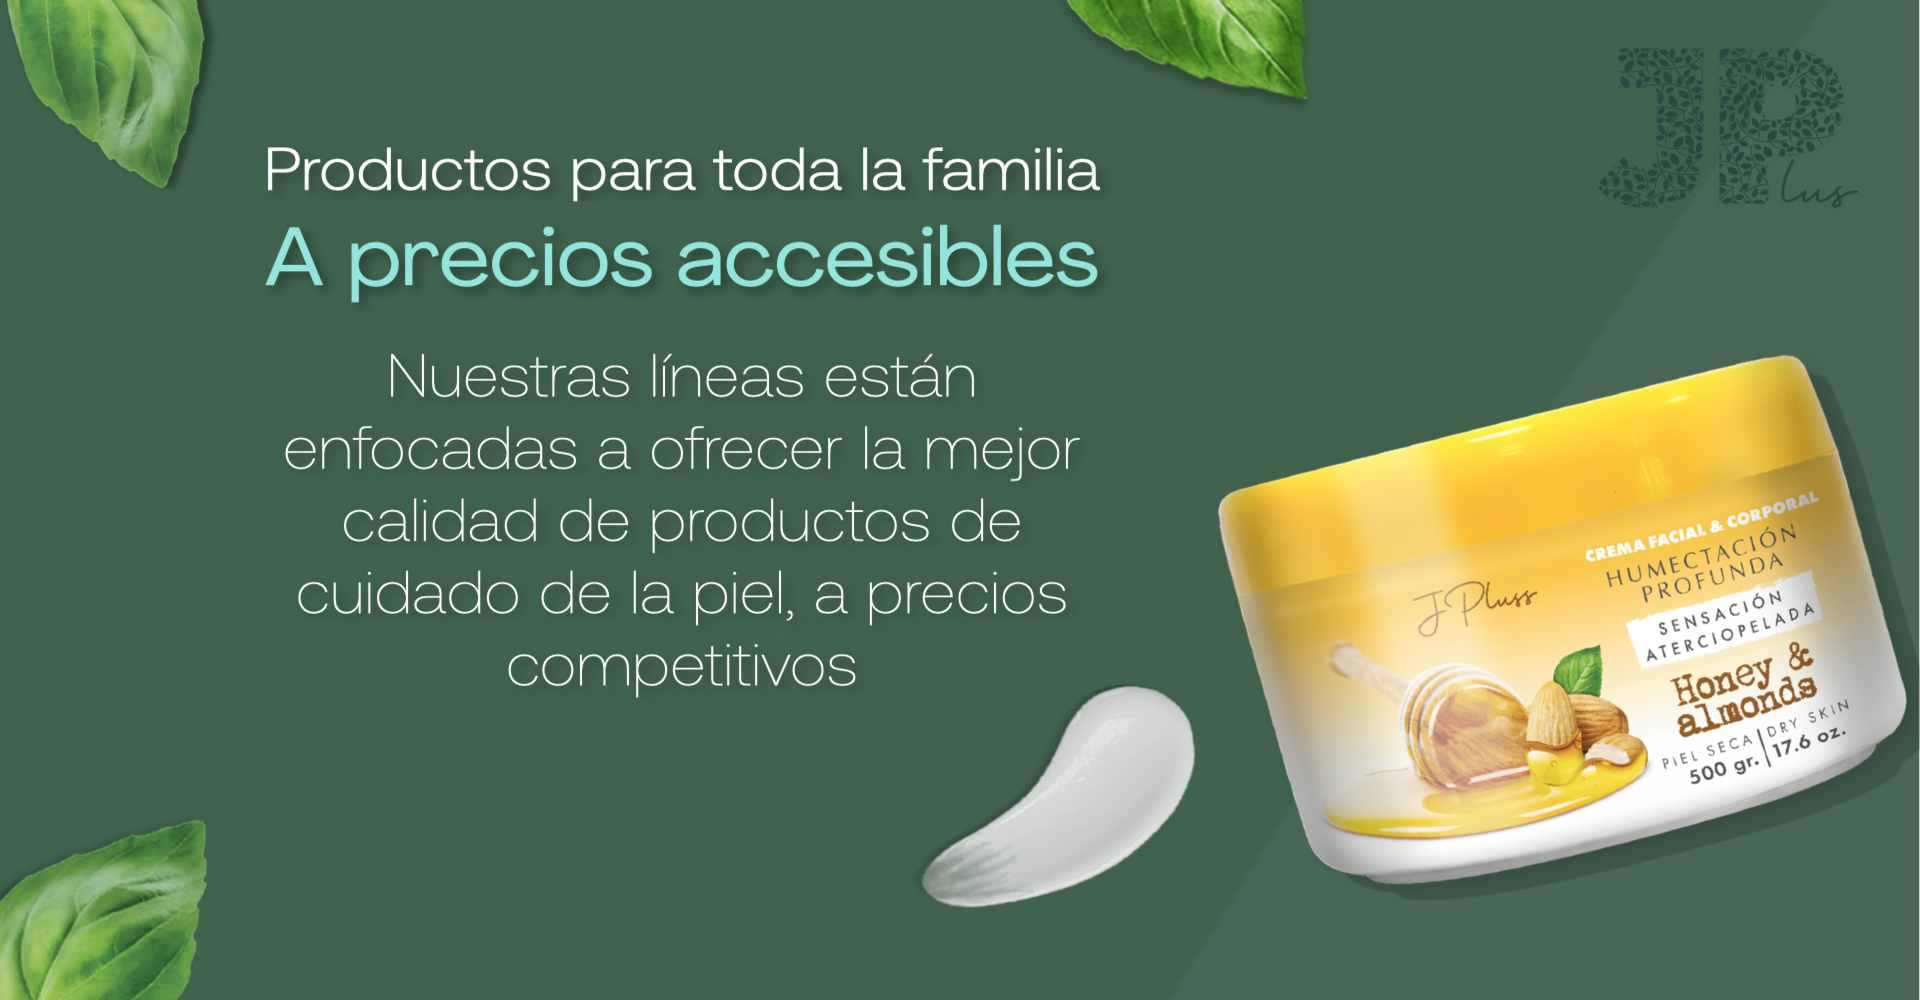 JP
lus
Productos para toda la familia
A precios accesibles
Nuestras líneas están
enfocadas a ofrecer la mejor
calidad de productos de
cuidado de la piel, a precios
competitivos
J Pluss
CREMA FACIAL & CORPORAL
HUMECTACIÓN
PROFUNDA
SENSACIÓN
ATERCIOPELADA
Honey &
almonds
PIEL SECA | DRY SKIN
500 gr. | 17.6 oz.